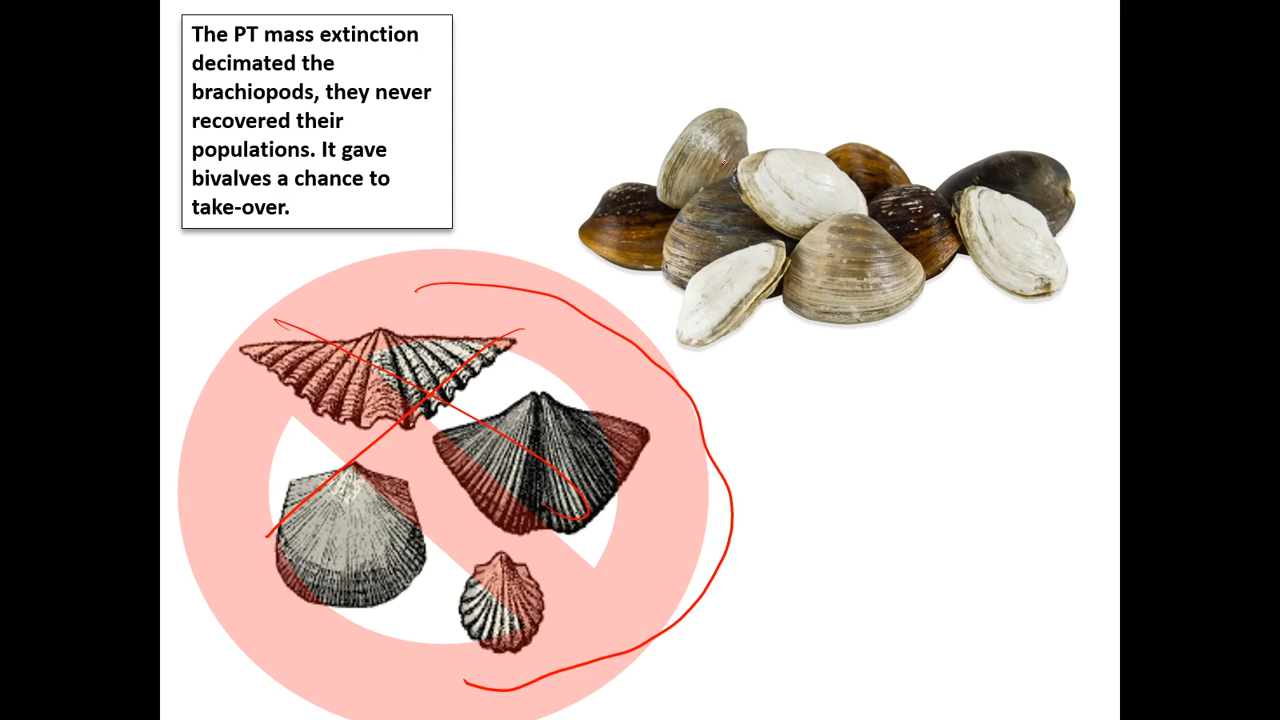 The PT mass extinction
decimated the
brachiopods, they never
recovered their
populations. It gave
bivalves a chance to
take-over.